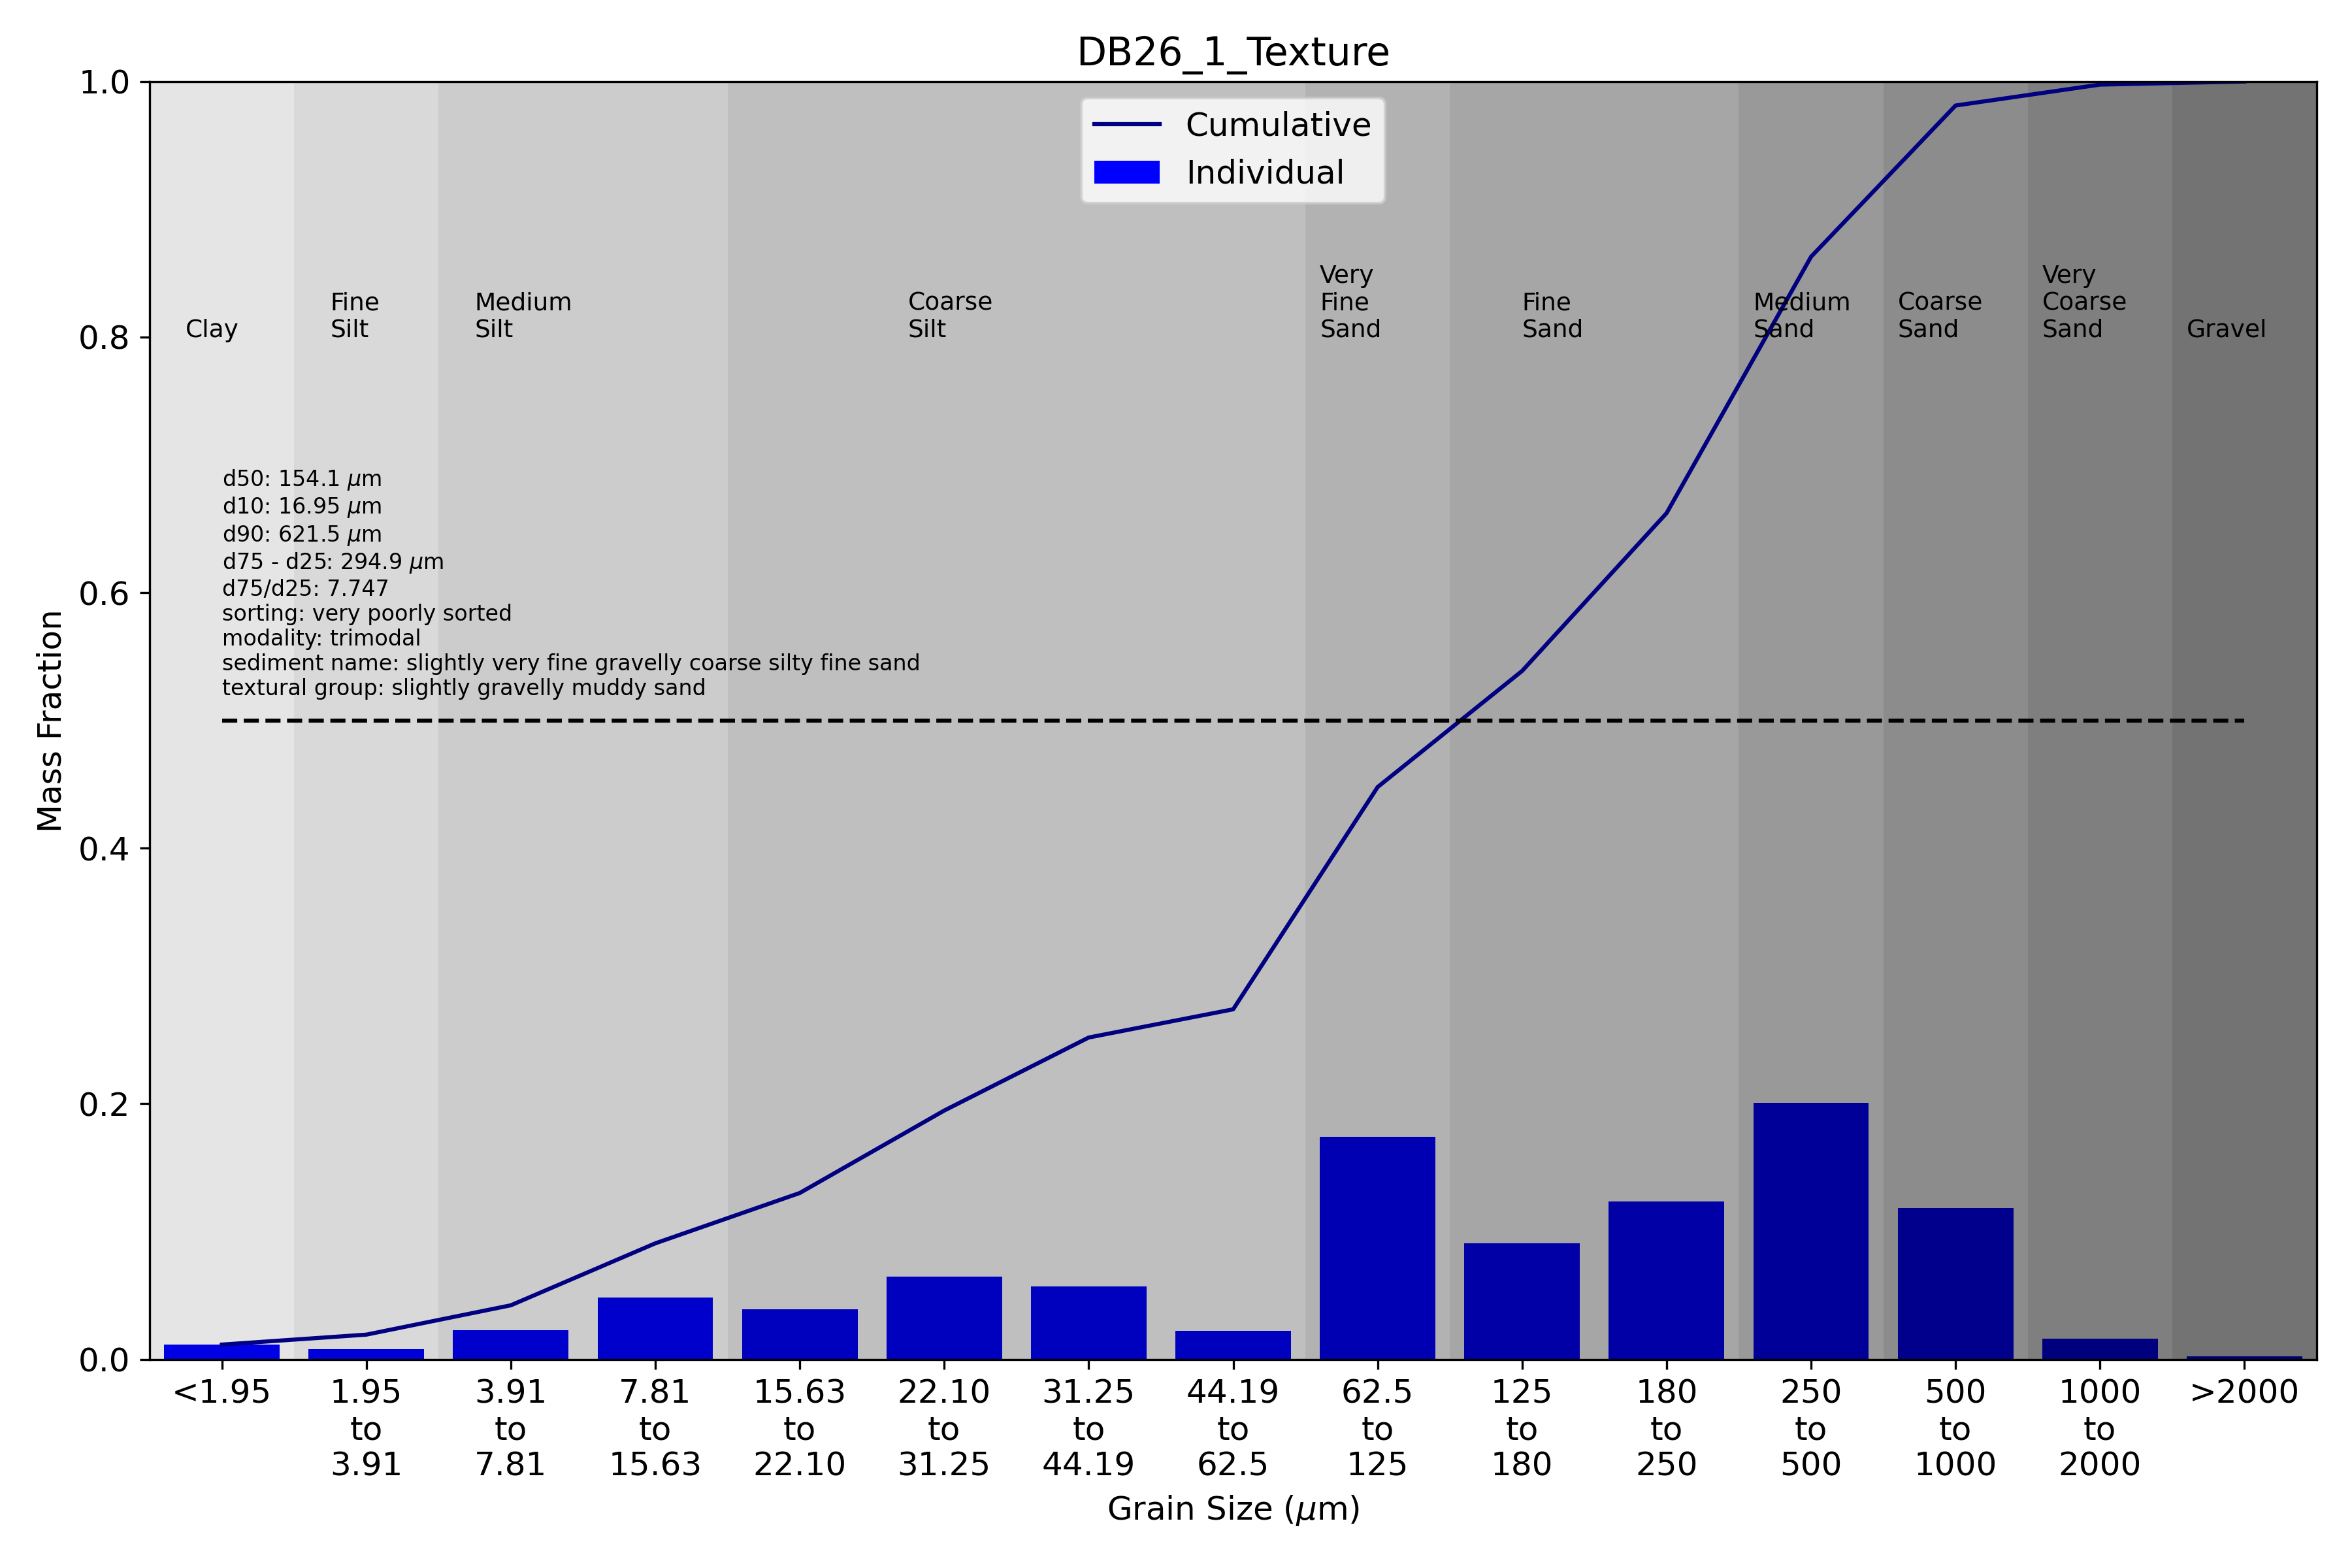 DB26_1_Texture
Cumulative
Individual
Mass Fraction
1.0
0.8
0.6
0.4
0.2
0.0
Clay
Fine
Silt
Medium
Silt
Coarse
Silt
Very
Fine
Sand
Fine
Sand
Medium
Sand
Coarse
Sand
Very
Coarse
Sand
Gravel
d50: 154.1 μm
d10: 16.95 μm
d90: 621.5 μm
d75 - d25: 294.9 μm
d75/d25: 7.747
sorting: very poorly sorted
modality: trimodal
sediment name: slightly very fine gravelly coarse silty fine sand
textural group: slightly gravelly muddy sand
<1.95
1.95
to
3.91
3.91
to
7.81
7.81
to
15.63
15.63
to
22.10
22.10
to
31.25
31.25
to
44.19
44.19
to
62.5
62.5
to
125
125
to
180
180
to
250
250
to
500
500
to
1000
1000
to
2000
>2000
Grain Size (μm)